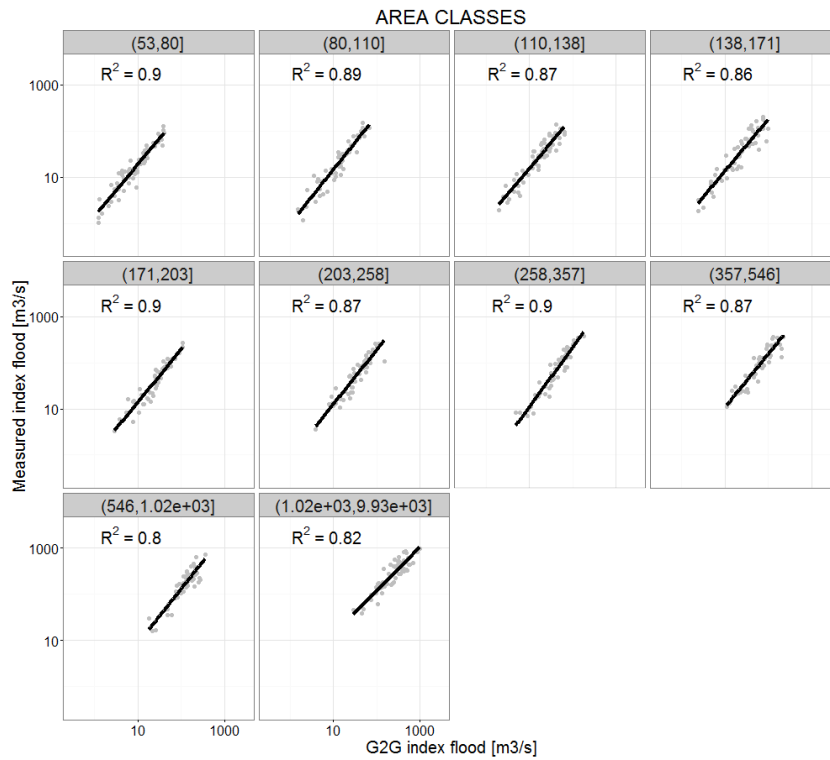 AREA CLASSES
(53,80] (80,110] (110,138] (138,171]
R² = 0.9 R² = 0.89 R² = 0.87 R² = 0.86
1000
10
(171,203] (203,258] (258,357] (357,546]
R² = 0.9 R² = 0.87 R² = 0.9 R² = 0.87
1000
10
Measured index flood [m3/s]
(546,1.02e+03] (1.02e+03,9.93e+03]
R² = 0.8 R² = 0.82
1000
10
10 1000 10 1000
G2G index flood [m3/s]